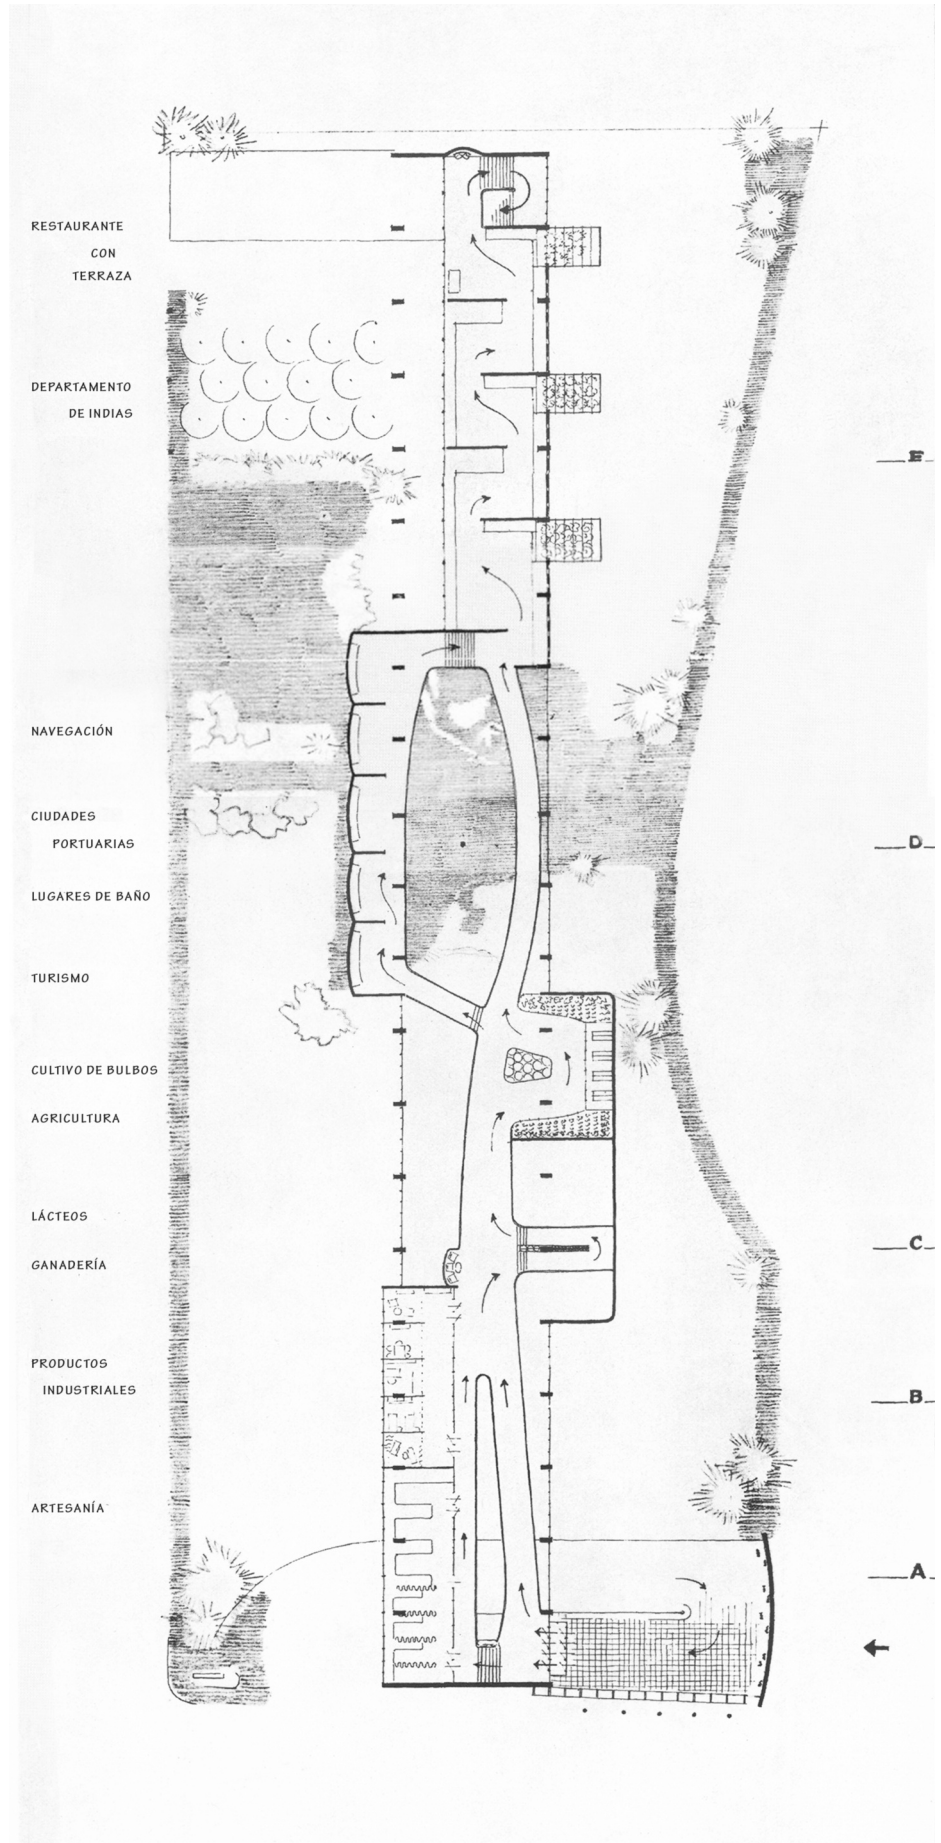 RESTAURANTE
CON
TERRAZA
DEPARTAMENTO
DE INDIAS
E
NAVEGACIÓN
CIUDADES
PORTUARIAS
D
LUGARES DE BAÑO
TURISMO
CULTIVO DE BULBOS
AGRICULTURA
LÁCTEOS
C
GANADERÍA
PRODUCTOS
INDUSTRIALES
B
ARTESANÍA
A